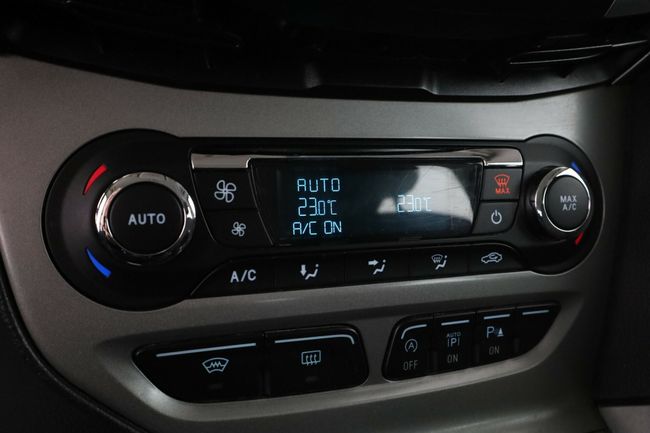 AUTO
AUTO
23.0°C 23.0°C
A/C ON
MAX
MAX
A/C
A/C
OFF
AUTO
P
ON
P
ON